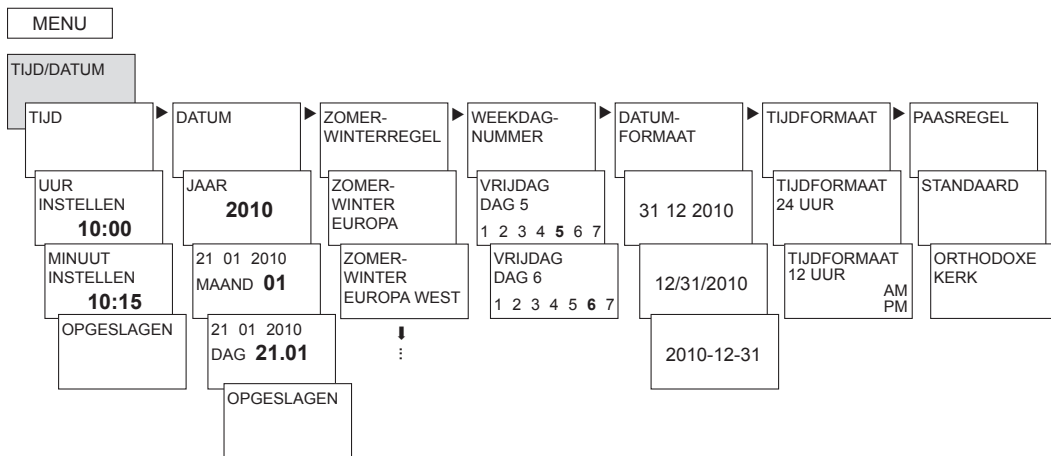 MENU
TIJD/DATUM
TIJD
UUR
INSTELLEN
10:00
MINUUT
INSTELLEN
10:15
OPGESLAGEN
DATUM
JAAR
2010
21 01 2010
MAAND 01
21 01 2010
DAG 21.01
OPGESLAGEN
ZOMER-
WINTERREGEL
ZOMER-
WINTER
EUROPA
ZOMER-
WINTER
EUROPA WEST
WEEKDAG-
NUMMER
VRIJDAG
DAG 5
1 2 3 4 5 6 7
VRIJDAG
DAG 6
1 2 3 4 5 6 7
DATUM-
FORMAAT
31 12 2010
12/31/2010
2010-12-31
TIJDFORMAAT
TIJDFORMAAT
24 UUR
TIJDFORMAAT
12 UUR
AM
PM
PAASREGEL
STANDAARD
ORTHODOXE
KERK